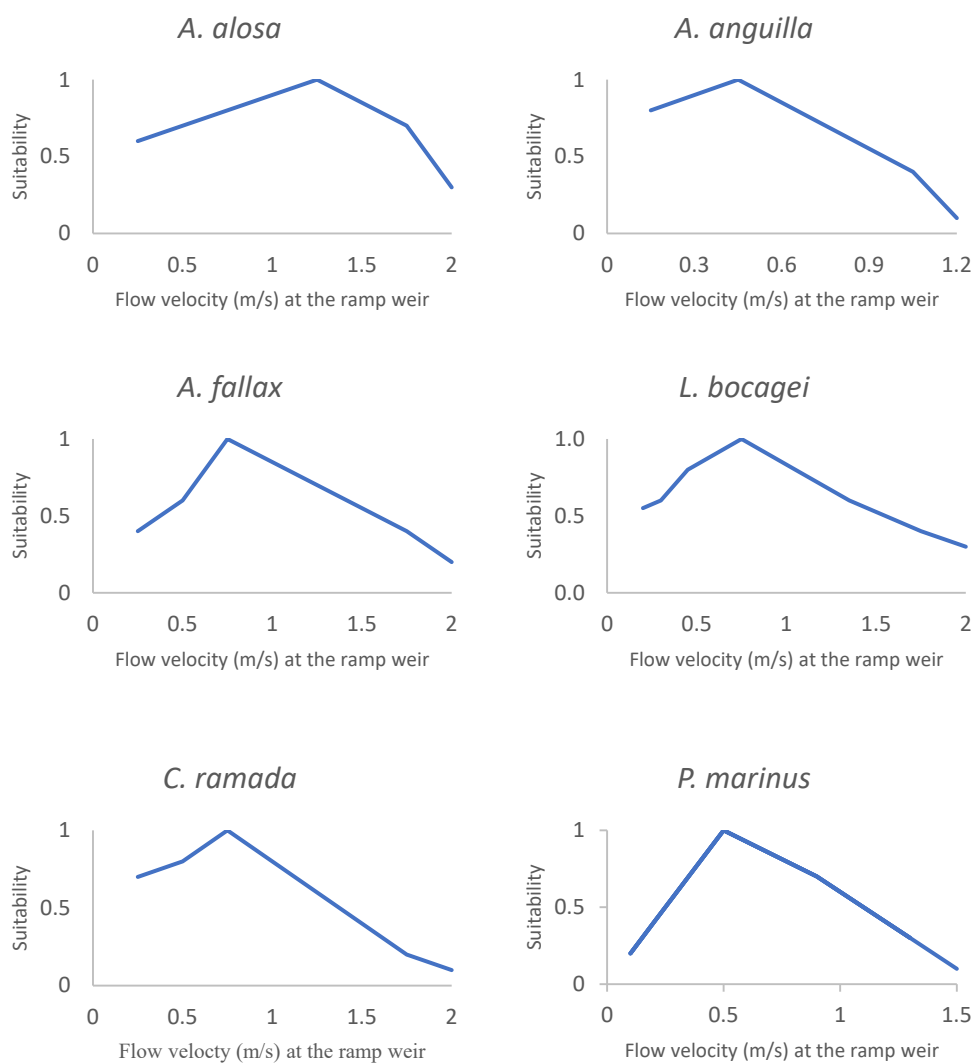 A. alosa
Suitability
1
0.5
0
0 0.5 1 1.5 2
Flow velocity (m/s) at the ramp weir
A. anguilla
Suitability
1
0.5
0
0 0.3 0.6 0.9 1.2
Flow velocity (m/s) at the ramp weir
A. fallax
Suitability
1
0.5
0
0 0.5 1 1.5 2
Flow velocity (m/s) at the ramp weir
L. bocagei
Suitability
1.0
0.5
0.0
0 0.5 1 1.5 2
Flow velocity (m/s) at the ramp weir
C. ramada
Suitability
1
0.5
0
0 0.5 1 1.5 2
Flow velocty (m/s) at the ramp weir
P. marinus
Suitability
1
0.5
0
0 0.5 1 1.5
Flow velocity (m/s) at the ramp weir